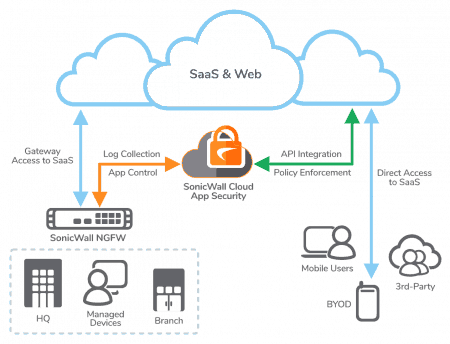 SaaS & Web
Gateway
Access to SaaS
Log Collection
App Control
API Integration
Policy Enforcement
SonicWall Cloud
App Security
Direct Access
to SaaS
SonicWall NGFW
HQ
Managed
Devices
Branch
Mobile Users
BYOD
3rd-Party